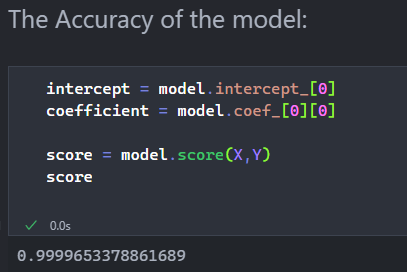 The Accuracy of the model:
intercept = model.intercept_[0]
coefficient = model.coef_[0][0]
score = model.score(X,Y)
score
0.0s
0.9999653378861689